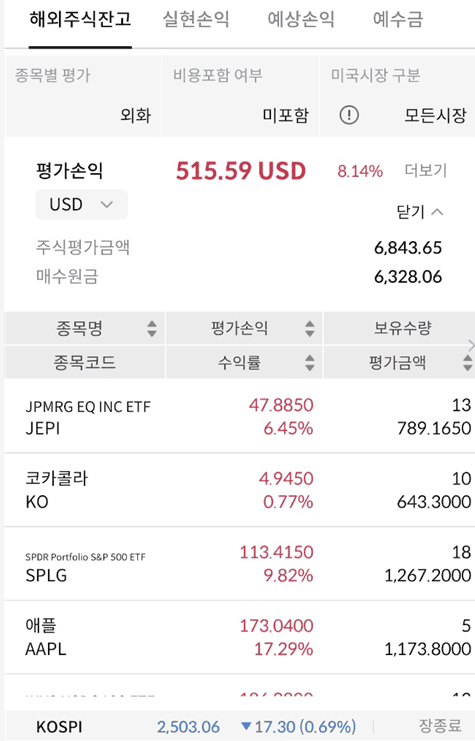 해외주식잔고 실현손익 예상손익 예수금
종목별 평가 비용포함 여부 미국시장 구분
외화 미포함 모든시장
평가손익 515.59 USD 8.14% 더보기
USD 닫기
주식평가금액 6,843.65
매수원금 6,328.06
종목명 평가손익 보유수량
종목코드 수익률 평가금액
JPMRG EQ INC ETF 47.8850 13
JEPI 6.45% 789.1650
코카콜라 4.9450 10
KO 0.77% 643.3000
SPDR Portfolio S&P 500 ETF 113.4150 18
SPLG 9.82% 1,267.2000
애플 173.0400 5
AAPL 17.29% 1,173.8000
KOSPI 2,503.06 ▼17.30 (0.69%) 장종료